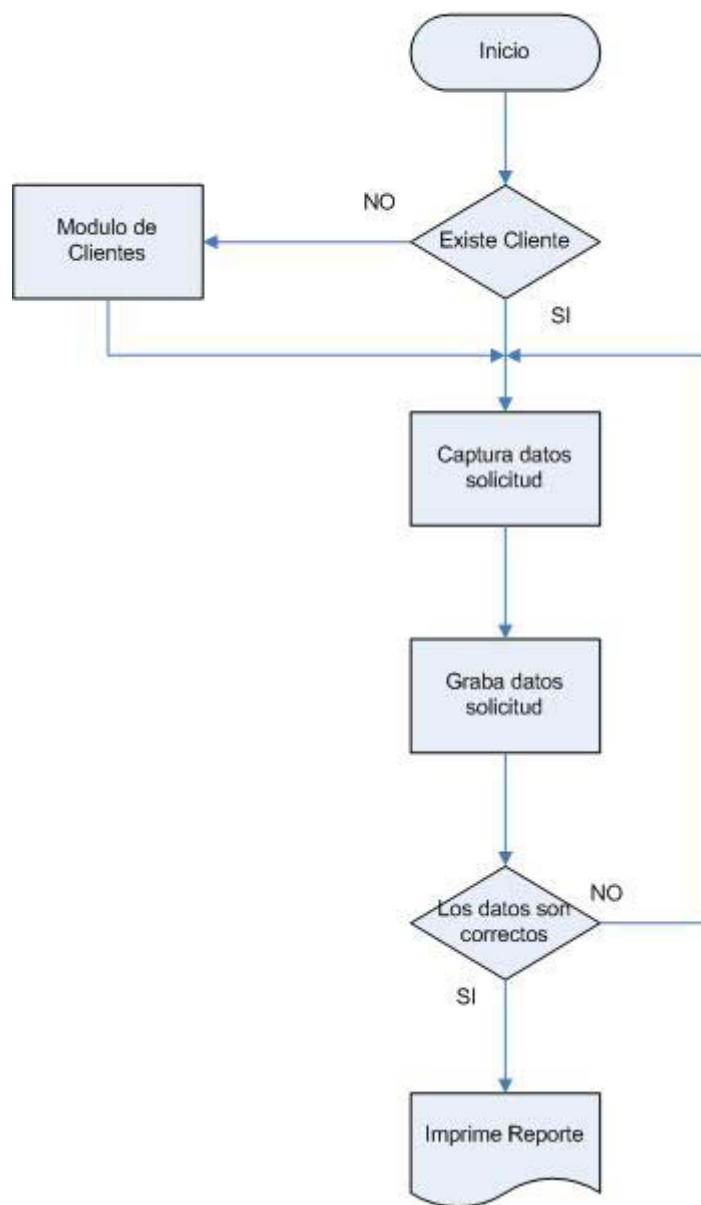 Inicio
NO
Modulo de
Clientes
Existe Cliente
SI
Captura datos
solicitud
Graba datos
solicitud
NO
Los datos son
correctos
SI
Imprime Reporte